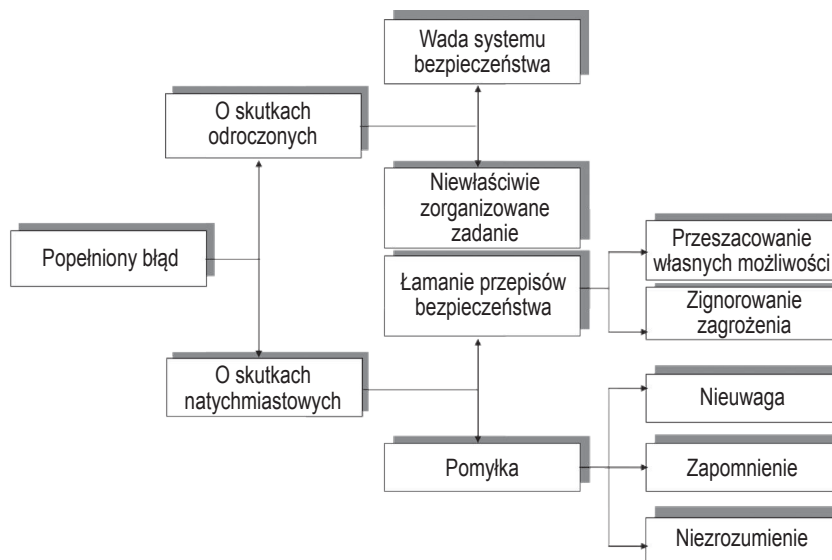 Wada systemu
bezpieczeństwa
O skutkach
odroczonych
Niewłaściwie
zorganizowane
zadanie
Popełniony błąd
Łamanie przepisów
bezpieczeństwa
Przeszacowanie
własnych możliwości
Zignorowanie
zagrożenia
O skutkach
natychmiastowych
Nieuwaga
Pomyłka
Zapomnienie
Niezrozumienie